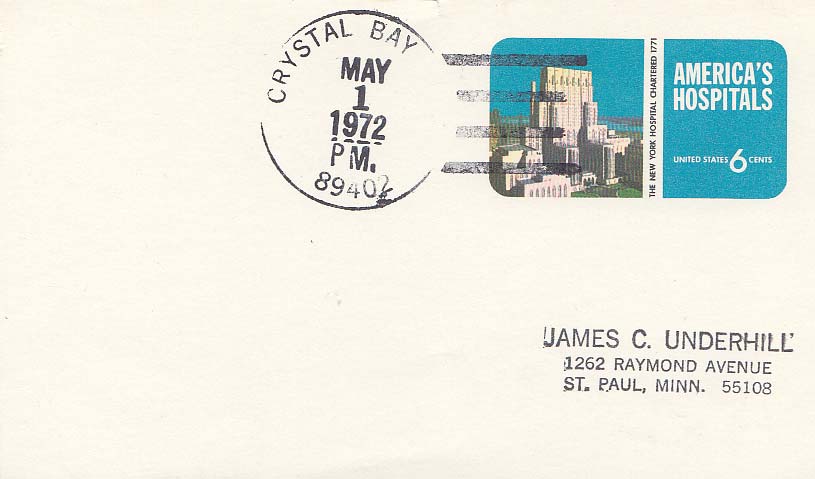 CRYSTAL BAY
MAY
1
1972
PM.
89402
THE NEW YORK HOSPITAL CHARTERED 1771
AMERICA'S
HOSPITALS
UNITED STATES 6 CENTS
JAMES C. UNDERHILL
1262 RAYMOND AVENUE
ST. PAUL, MINN. 55108